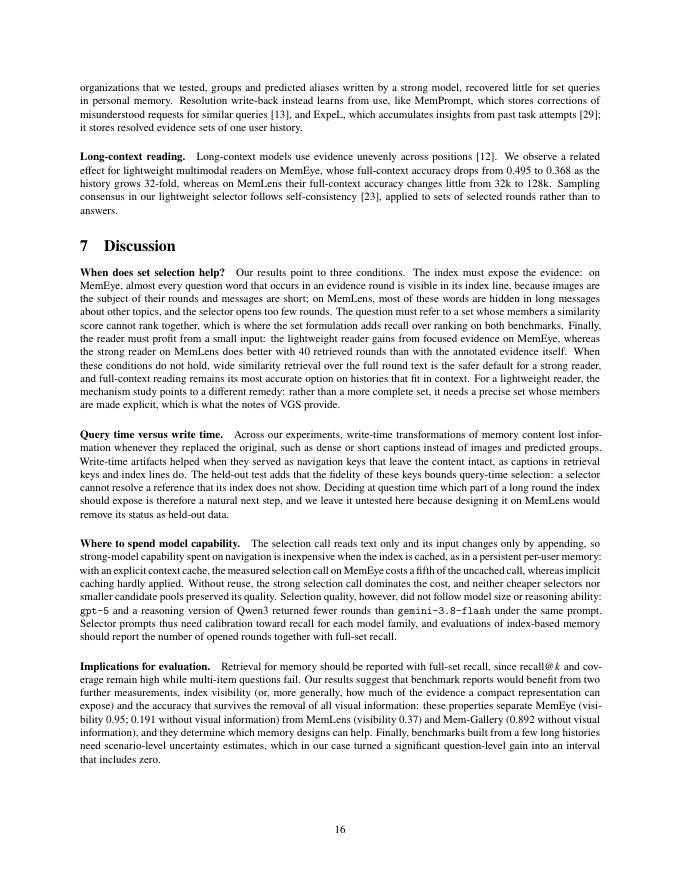 organizations that we tested, groups and predicted aliases written by a strong model, recovered little for set queries
in personal memory. Resolution write-back instead learns from use, like MemPrompt, which stores corrections of
misunderstood requests for similar queries [13], and ExpeL, which accumulates insights from past task attempts [29];
it stores resolved evidence sets of one user history.
Long-context reading. Long-context models use evidence unevenly across positions [12]. We observe a related
effect for lightweight multimodal readers on MemEye, whose full-context accuracy drops from 0.495 to 0.368 as the
history grows 32-fold, whereas on MemLens their full-context accuracy changes little from 32k to 128k. Sampling
consensus in our lightweight selector follows self-consistency [23], applied to sets of selected rounds rather than to
answers.
7 Discussion
When does set selection help? Our results point to three conditions. The index must expose the evidence: on
MemEye, almost every question word that occurs in an evidence round is visible in its index line, because images are
the subject of their rounds and messages are short; on MemLens, most of these words are hidden in long messages
about other topics, and the selector opens too few rounds. The question must refer to a set whose members a similarity
score cannot rank together, which is where the set formulation adds recall over ranking on both benchmarks. Finally,
the reader must profit from a small input: the lightweight reader gains from focused evidence on MemEye, whereas
the strong reader on MemLens does better with 40 retrieved rounds than with the annotated evidence itself. When
these conditions do not hold, wide similarity retrieval over the full round text is the safer default for a strong reader,
and full-context reading remains its most accurate option on histories that fit in context. For a lightweight reader, the
mechanism study points to a different remedy: rather than a more complete set, it needs a precise set whose members
are made explicit, which is what the notes of VGS provide.
Query time versus write time. Across our experiments, write-time transformations of memory content lost infor-
mation whenever they replaced the original, such as dense or short captions instead of images and predicted groups.
Write-time artifacts helped when they served as navigation keys that leave the content intact, as captions in retrieval
keys and index lines do. The held-out test adds that the fidelity of these keys bounds query-time selection: a selector
cannot resolve a reference that its index does not show. Deciding at question time which part of a long round the index
should expose is therefore a natural next step, and we leave it untested here because designing it on MemLens would
remove its status as held-out data.
Where to spend model capability. The selection call reads text only and its input changes only by appending, so
strong-model capability spent on navigation is inexpensive when the index is cached, as in a persistent per-user memory:
with an explicit context cache, the measured selection call on MemEye costs a fifth of the uncached call, whereas implicit
caching hardly applied. Without reuse, the strong selection call dominates the cost, and neither cheaper selectors nor
smaller candidate pools preserved its quality. Selection quality, however, did not follow model size or reasoning ability:
gpt-5 and a reasoning version of Qwen3 returned fewer rounds than gemini-3.8-flash under the same prompt.
Selector prompts thus need calibration toward recall for each model family, and evaluations of index-based memory
should report the number of opened rounds together with full-set recall.
Implications for evaluation. Retrieval for memory should be reported with full-set recall, since recall@k and cov-
erage remain high while multi-item questions fail. Our results suggest that benchmark reports would benefit from two
further measurements, index visibility (or, more generally, how much of the evidence a compact representation can
expose) and the accuracy that survives the removal of all visual information: these properties separate MemEye (visi-
bility 0.95; 0.191 without visual information) from MemLens (visibility 0.37) and Mem-Gallery (0.892 without visual
information), and they determine which memory designs can help. Finally, benchmarks built from a few long histories
need scenario-level uncertainty estimates, which in our case turned a significant question-level gain into an interval
that includes zero.
16